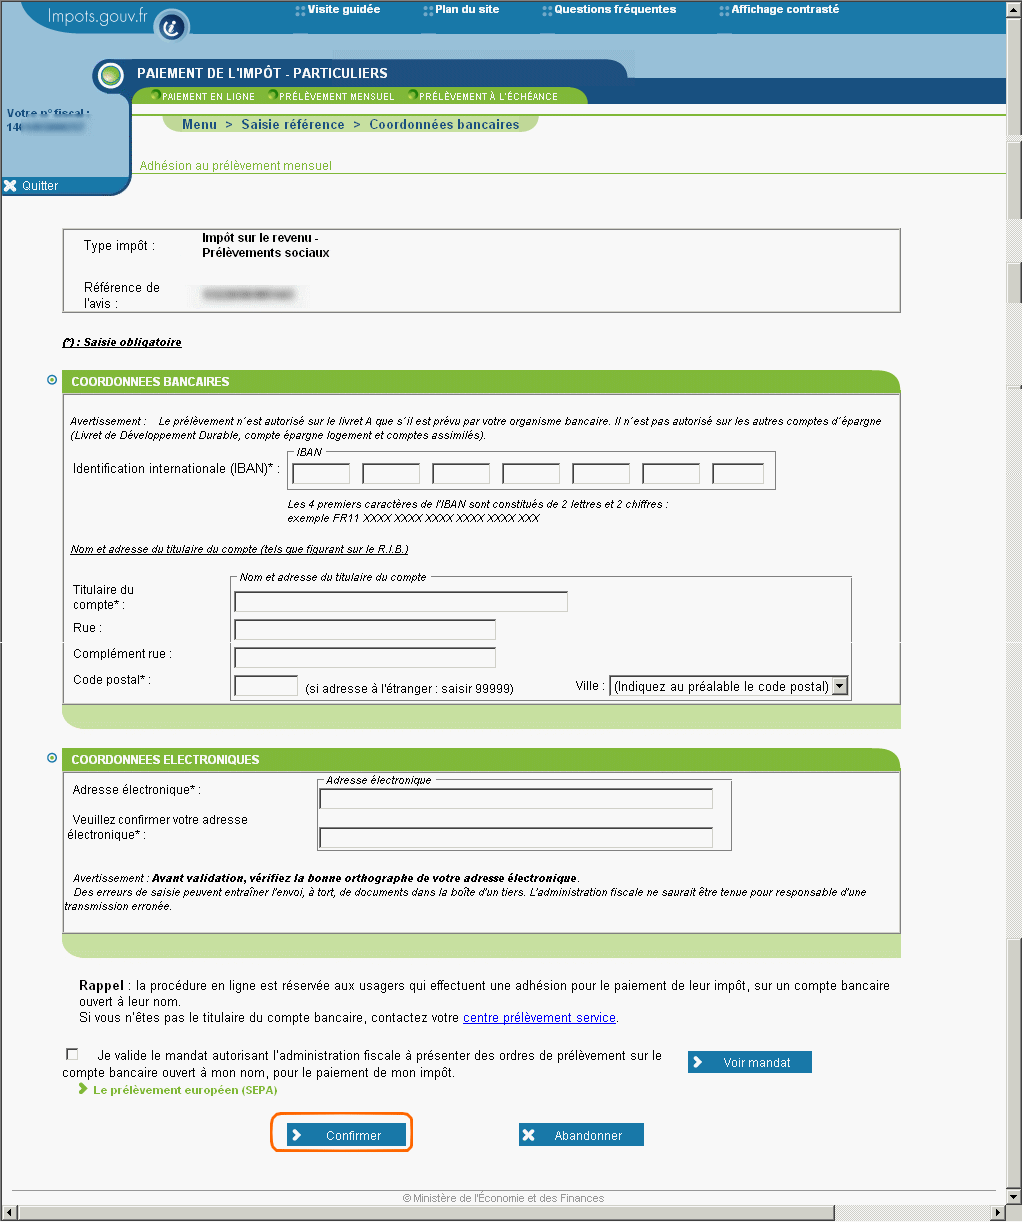 Impots.gouv.fr
Visite guidée
Plan du site
Questions fréquentes
Affichage contrasté
PAIEMENT DE L'IMPÔT - PARTICULIERS
PAIEMENT EN LIGNE
PRÉLÈVEMENT MENSUEL
PRÉLÈVEMENT À L'ÉCHÉANCE
Votre n° fiscal :
Menu > Saisie référence > Coordonnées bancaires
Adhésion au prélèvement mensuel
Quitter
Type impôt :
Impôt sur le revenu -
Prélèvements sociaux
Référence de
l'avis :
(*) : Saisie obligatoire
COORDONNEES BANCAIRES
Avertissement : Le prélèvement n´est autorisé sur le livret A que s´il est prévu par votre organisme bancaire. Il n´est pas autorisé sur les autres comptes d´épargne
(Livret de Développement Durable, compte épargne logement et comptes assimilés).
IBAN
Identification internationale (IBAN)* :
Les 4 premiers caractères de l'IBAN sont constitués de 2 lettres et 2 chiffres :
exemple FR11 XXXX XXXX XXXX XXXX XXXX XXX
Nom et adresse du titulaire du compte (tels que figurant sur le R.I.B.)
Nom et adresse du titulaire du compte
Titulaire du
compte* :
Rue :
Complément rue :
Code postal* :
(si adresse à l'étranger : saisir 99999)
Ville :
(Indiquez au préalable le code postal)
COORDONNEES ELECTRONIQUES
Adresse électronique
Adresse électronique* :
Veuillez confirmer votre adresse
électronique* :
Avertissement : Avant validation, vérifiez la bonne orthographe de votre adresse électronique.
Des erreurs de saisie peuvent entraîner l'envoi, à tort, de documents dans la boîte d'un tiers. L'administration fiscale ne saurait être tenue pour responsable d'une
transmission erronée.
Rappel : la procédure en ligne est réservée aux usagers qui effectuent une adhésion pour le paiement de leur impôt, sur un compte bancaire
ouvert à leur nom.
Si vous n'êtes pas le titulaire du compte bancaire, contactez votre centre prélèvement service.
Je valide le mandat autorisant l'administration fiscale à présenter des ordres de prélèvement sur le
compte bancaire ouvert à mon nom, pour le paiement de mon impôt.
Voir mandat
Le prélèvement européen (SEPA)
Confirmer
Abandonner
© Ministère de l'Économie et des Finances